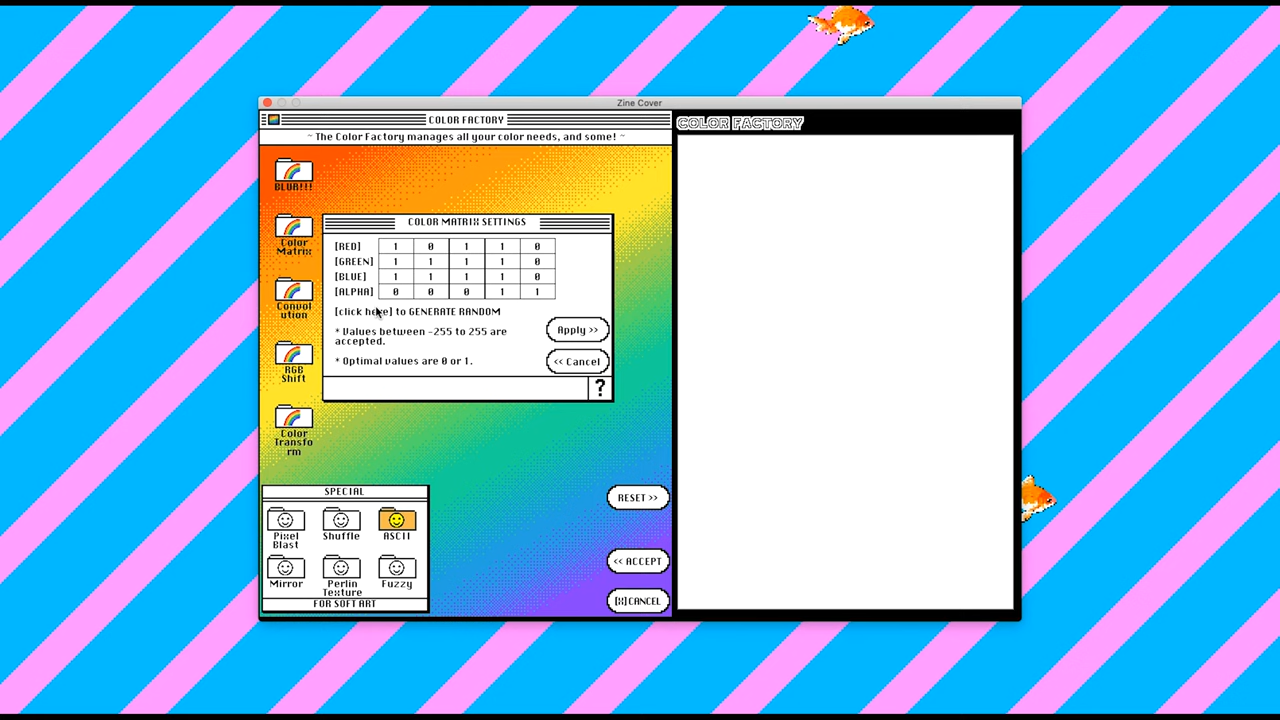 Zine Cover
COLOR FACTORY
~ The Color Factory manages all your color needs, and some! ~
COLOR FACTORY
BLUR!!!
Color
Matrix
Convol
ution
RGB
Shift
Color
Transfo
rm
COLOR MATRIX SETTINGS
[RED] 1 0 1 1 0
[GREEN] 1 1 1 1 0
[BLUE] 1 1 1 1 0
[ALPHA] 0 0 0 1 1
[click here] to GENERATE RANDOM
* Values between -255 to 255 are
accepted.
* Optimal values are 0 or 1.
Apply >>
<< Cancel
?
SPECIAL
Pixel
Blast
Shuffle
ASCII
Mirror
Perlin
Texture
Fuzzy
FOR SOFT ART
RESET >>
<< ACCEPT
[X]CANCEL